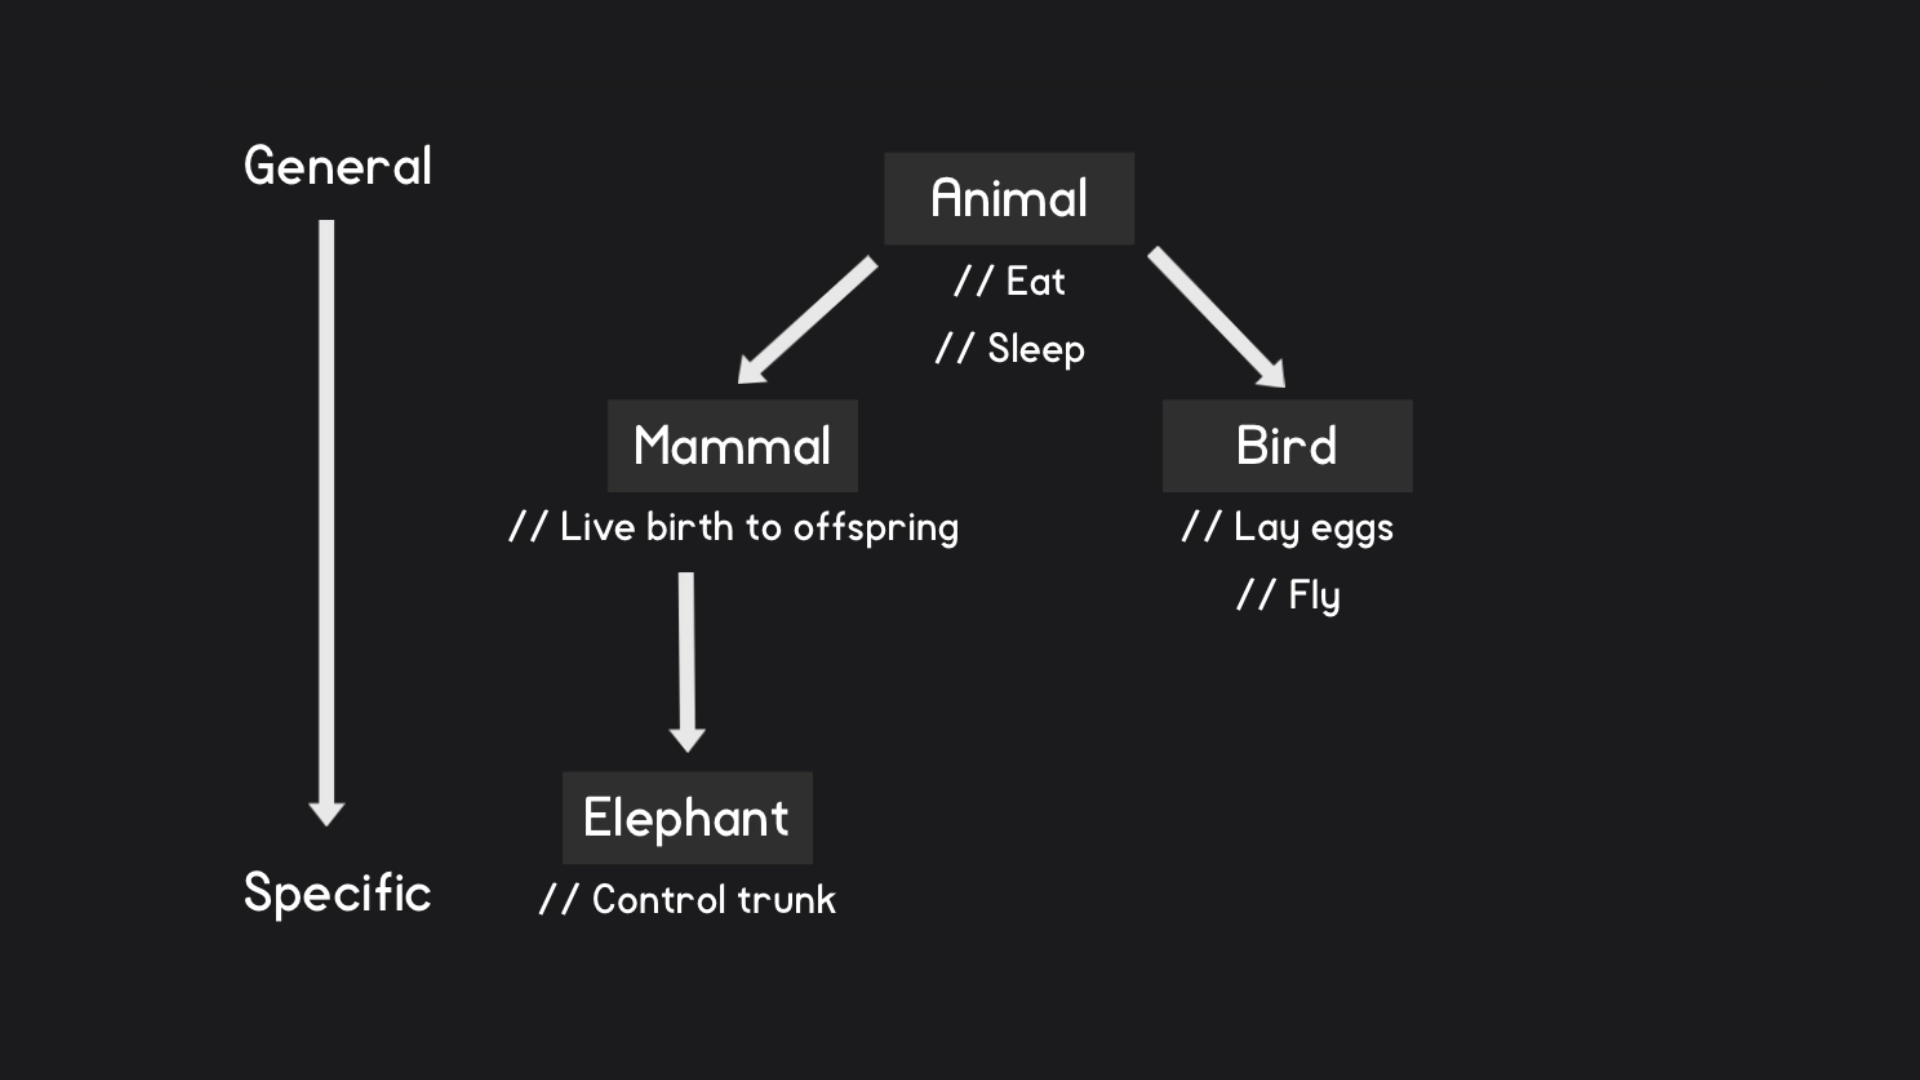 General
Animal
// Eat
// Sleep
Mammal
// Live birth to offspring
Bird
// Lay eggs
// Fly
Elephant
// Control trunk
Specific